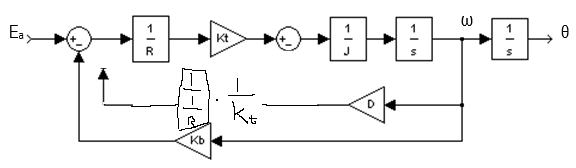 Eₐ + - 1/R Kt + - 1/J 1/s ω 1/s θ
1/(1/R) · 1/Kt D
Kb